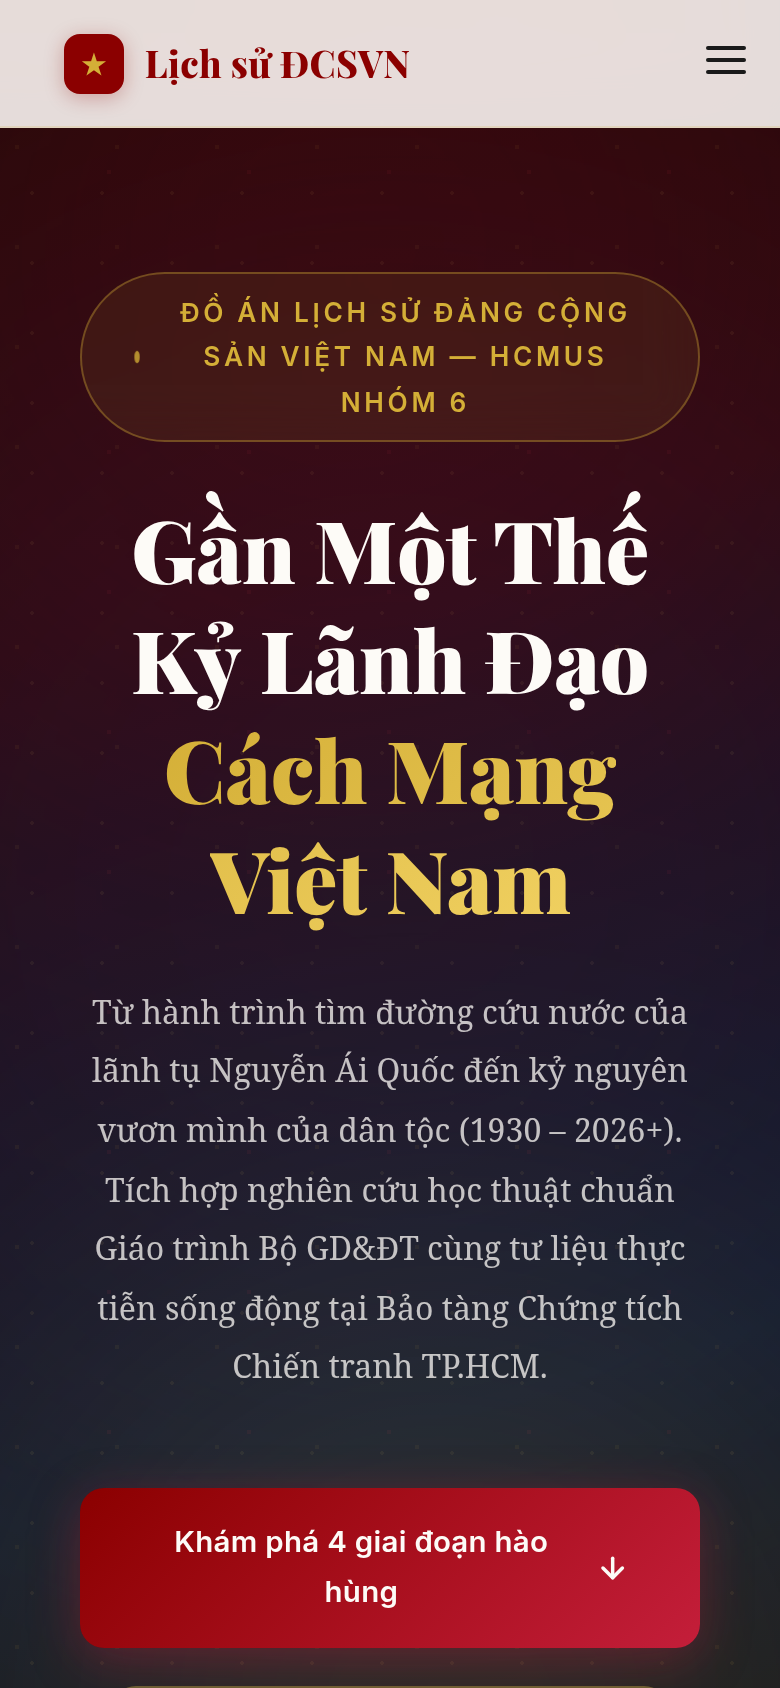 Lịch sử ĐCSVN
ĐỒ ÁN LỊCH SỬ ĐẢNG CỘNG
SẢN VIỆT NAM — HCMUS
NHÓM 6
Gần Một Thế
Kỷ Lãnh Đạo
Cách Mạng
Việt Nam
Từ hành trình tìm đường cứu nước của
lãnh tụ Nguyễn Ái Quốc đến kỷ nguyên
vươn mình của dân tộc (1930 – 2026+).
Tích hợp nghiên cứu học thuật chuẩn
Giáo trình Bộ GD&ĐT cùng tư liệu thực
tiễn sống động tại Bảo tàng Chứng tích
Chiến tranh TP.HCM.
Khám phá 4 giai đoạn hào
hùng